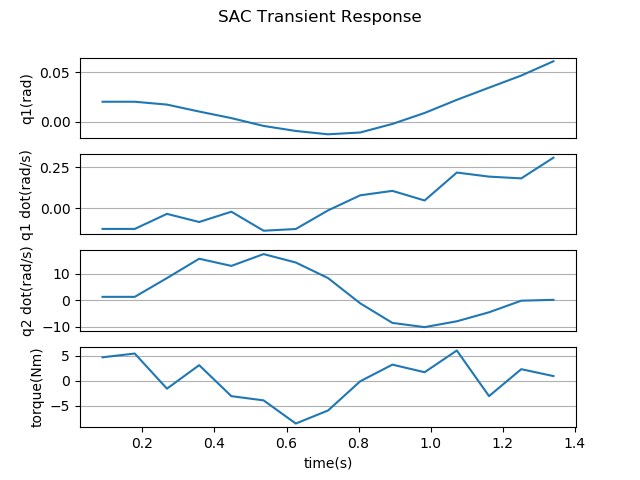 SAC Transient Response
q1(rad)
0.05
0.00
q1 dot(rad/s)
0.25
0.00
q2 dot(rad/s)
10
0
−10
torque(Nm)
5
0
−5
0.2 0.4 0.6 0.8 1.0 1.2 1.4
time(s)